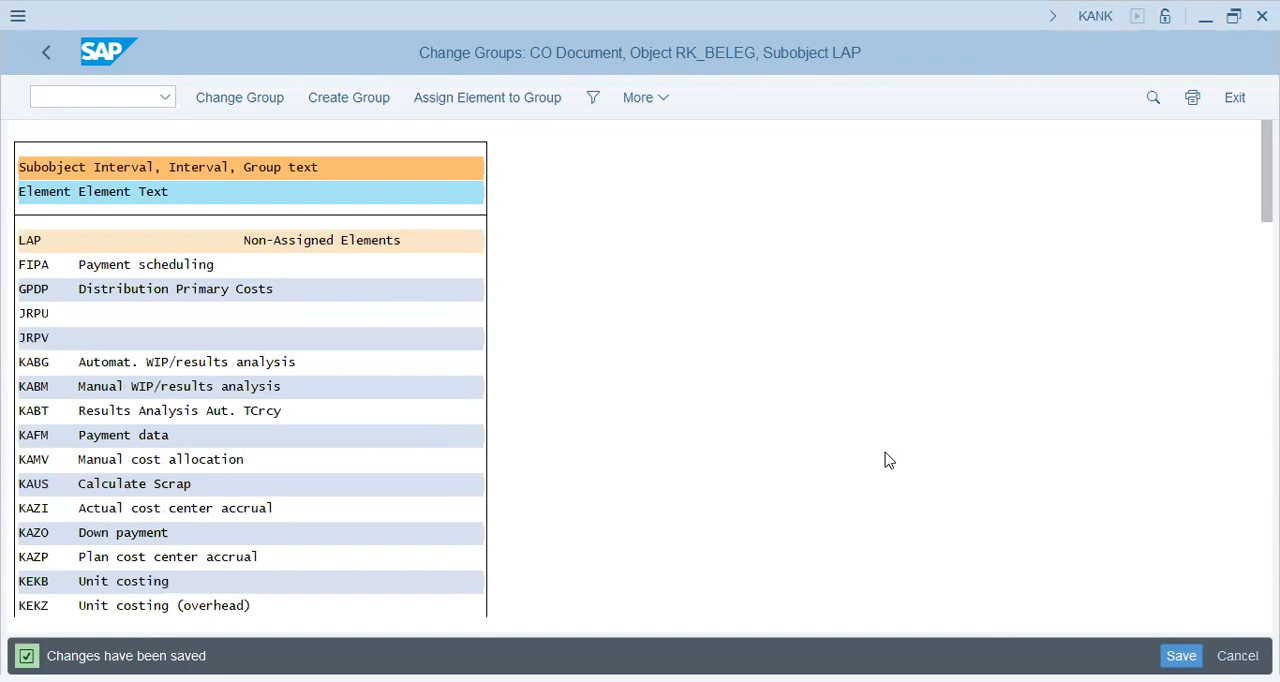 KANK
SAP
Change Groups: CO Document, Object RK_BELEG, Subobject LAP
Change Group Create Group Assign Element to Group More Exit
Subobject Interval, Interval, Group text
Element Element Text
LAP Non-Assigned Elements
FIPA Payment scheduling
GPDP Distribution Primary Costs
JRPU
JRPV
KABG Automat. WIP/results analysis
KABM Manual WIP/results analysis
KABT Results Analysis Aut. TCrcy
KAFM Payment data
KAMV Manual cost allocation
KAUS Calculate Scrap
KAZI Actual cost center accrual
KAZO Down payment
KAZP Plan cost center accrual
KEKB Unit costing
KEKZ Unit costing (overhead)
Changes have been saved Save Cancel